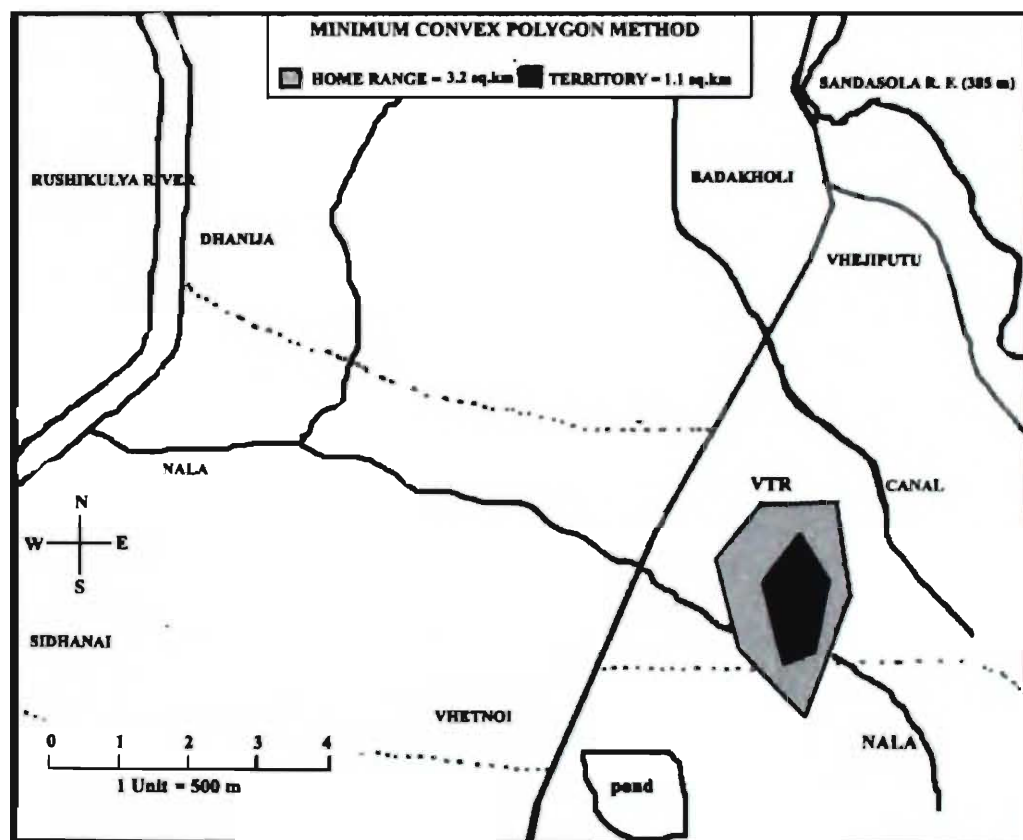 MINIMUM CONVEX POLYGON METHOD
HOME RANGE = 3.2 sq.km TERRITORY = 1.1 sq.km
SANDASOLA R. F. (385 m)
RUSHIKULYA RIVER
BADAKHOLI
DHANIJA
VHEJIPUTU
NALA
VTR
CANAL
N
W E
S
SIDHANAI
VHETNOI
NALA
0 1 2 3 4
1 Unit = 500 m
pond